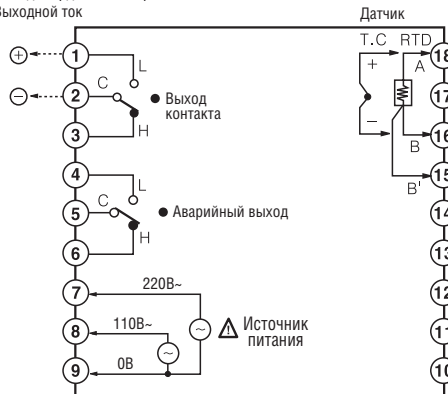 Выходной ток
Датчик
T.C RTD
1
L
+
A
18
C
2
Выход
контакта
17
3
H
−
B
16
B'
15
4
L
14
C
5
Аварийный выход
6
H
13
7
220В~
12
8
110В~
Источник
питания
11
9
0В
10